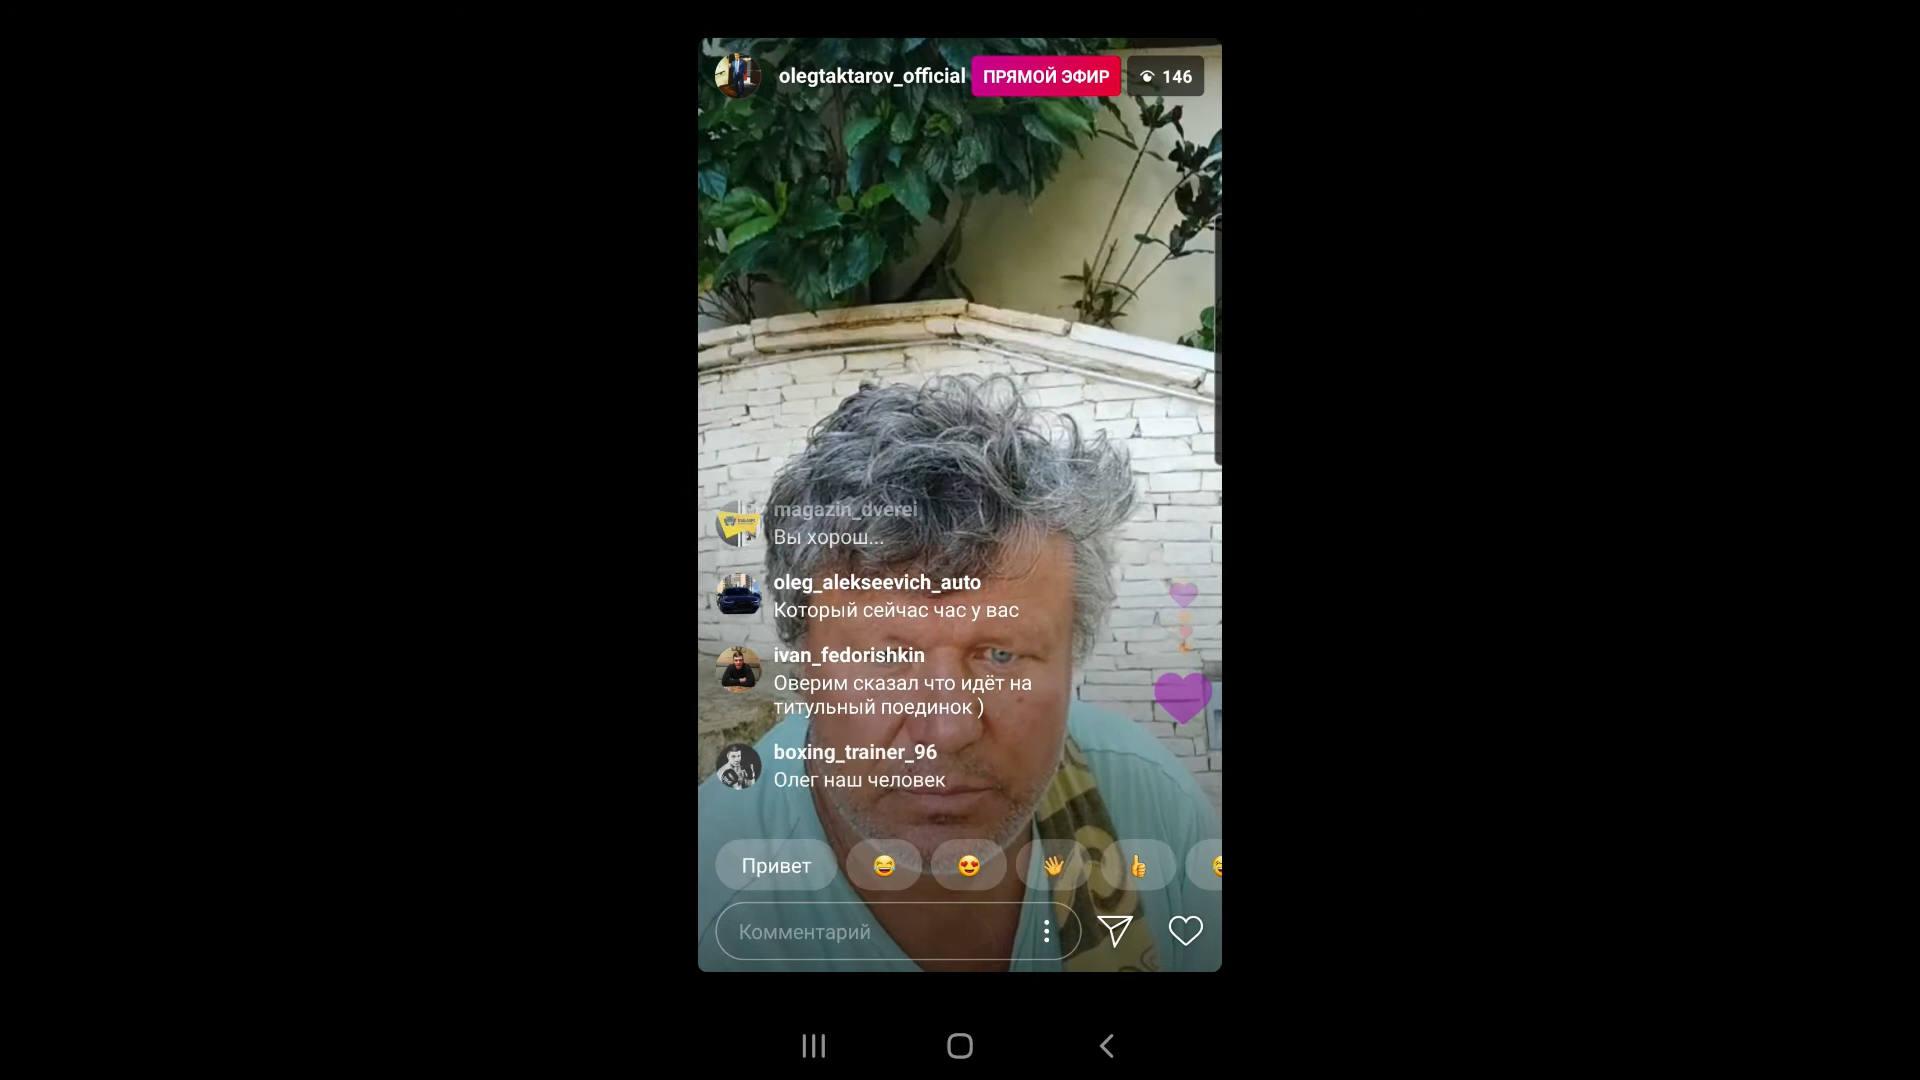 olegtaktarov_official ПРЯМОЙ ЭФИР 146
magazin_dverei
Вы хорош...
oleg_alekseevich_auto
Который сейчас час у вас
ivan_fedorishkin
Оверим сказал что идёт на
титульный поединок )
boxing_trainer_96
Олег наш человек
Привет
Комментарий